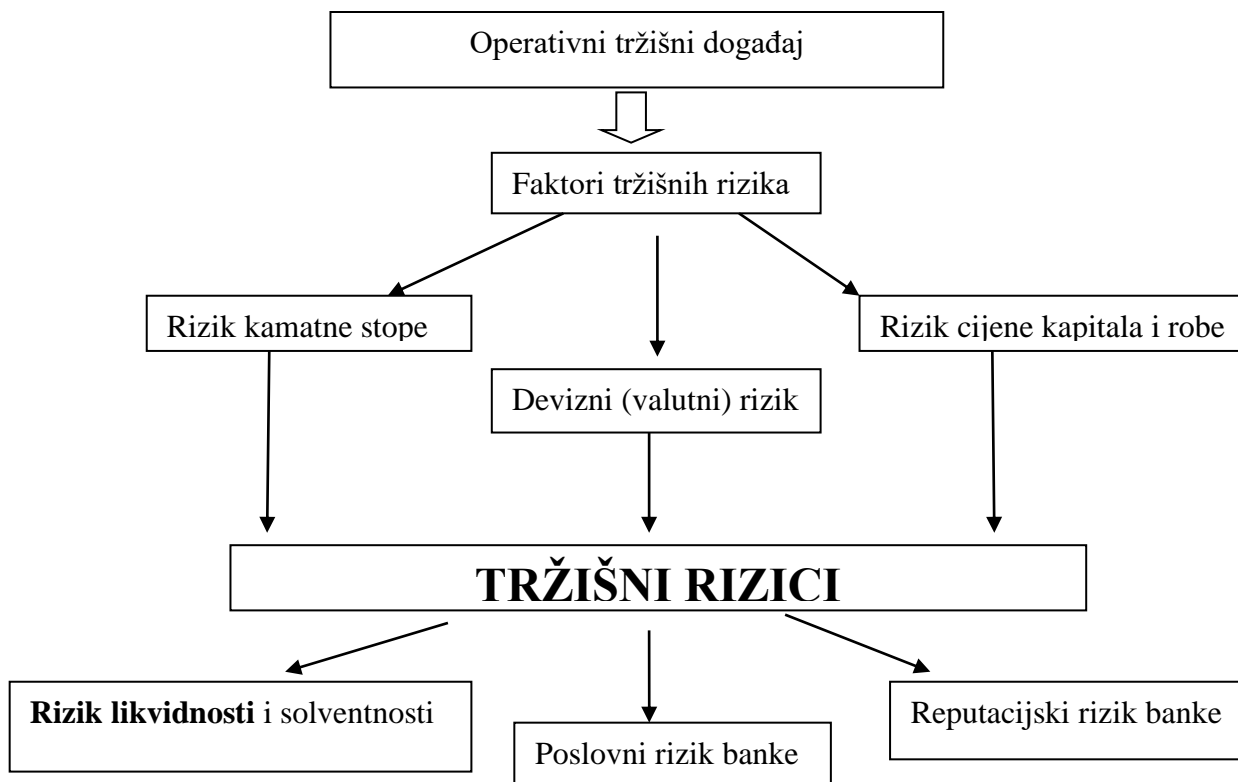 Operativni tržišni događaj
Faktori tržišnih rizika
Rizik kamatne stope
Rizik cijene kapitala i robe
Devizni (valutni) rizik
TRŽIŠNI RIZICI
Rizik likvidnosti i solventnosti
Reputacijski rizik banke
Poslovni rizik banke